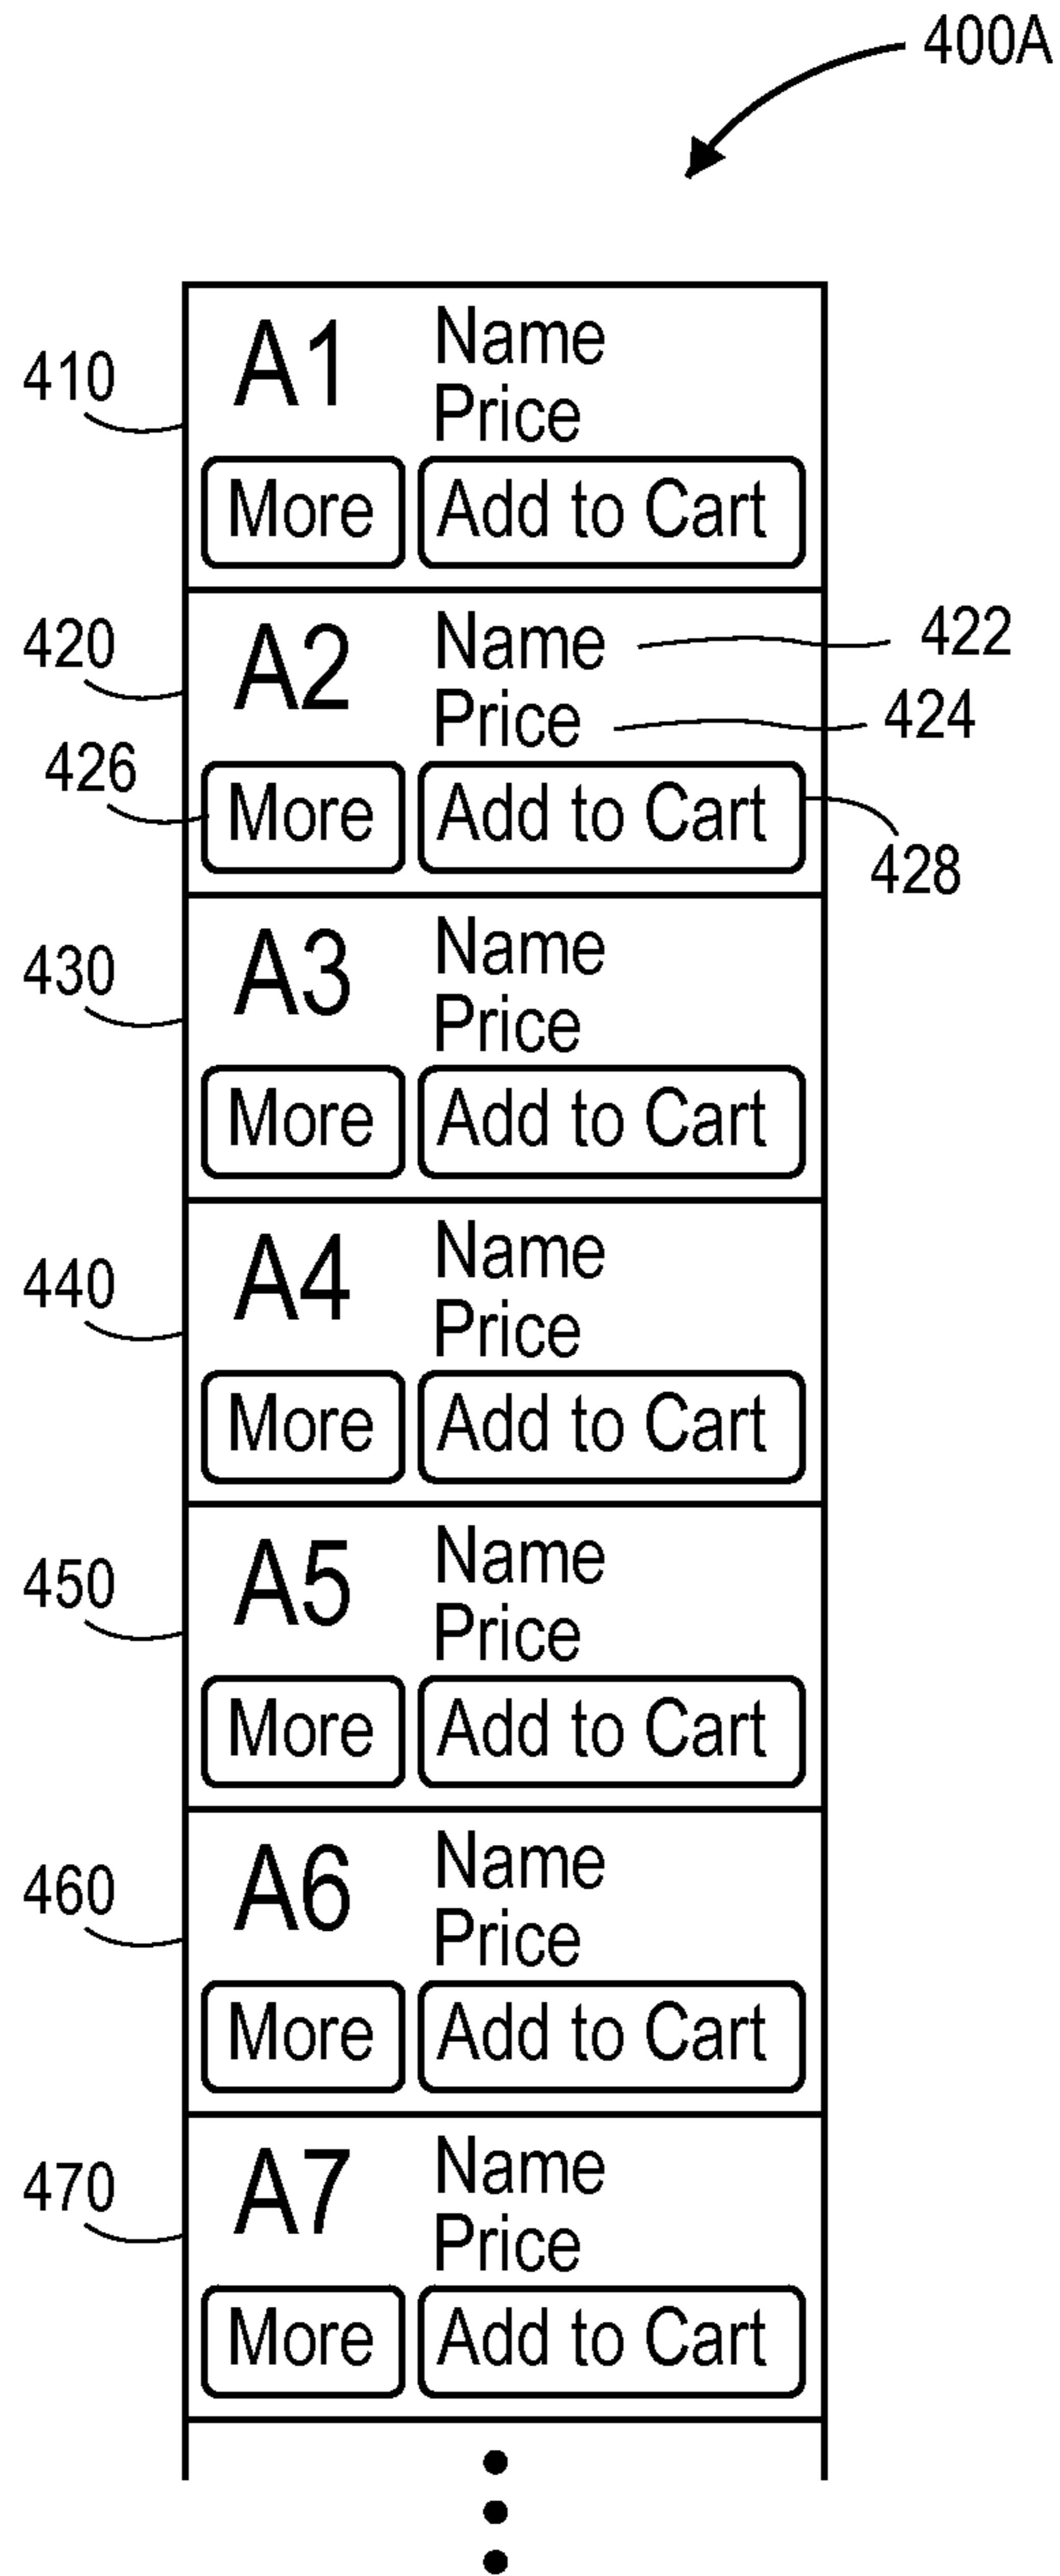 400A
410
A1
Name
Price
More
Add to Cart
420
A2
Name
422
Price
424
426
More
Add to Cart
428
430
A3
Name
Price
More
Add to Cart
440
A4
Name
Price
More
Add to Cart
450
A5
Name
Price
More
Add to Cart
460
A6
Name
Price
More
Add to Cart
470
A7
Name
Price
More
Add to Cart